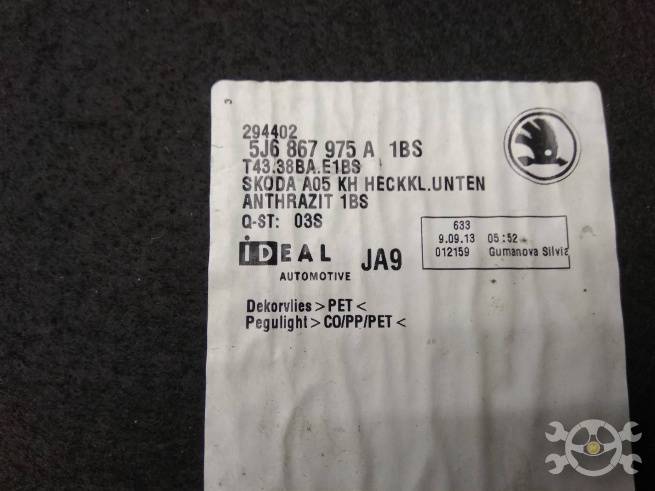 3
294402
5J6 867 975 A 1BS
T43.38BA.E1BS
SKODA A05 KH HECKKL.UNTEN
ANTHRAZIT 1BS
Q-ST: 03S
iDEAL
AUTOMOTIVE
JA9
633
9.09.13 05:52
012159 Gumanova Silviz
Dekorvlies >PET<
Pegulight >CO/PP/PET<